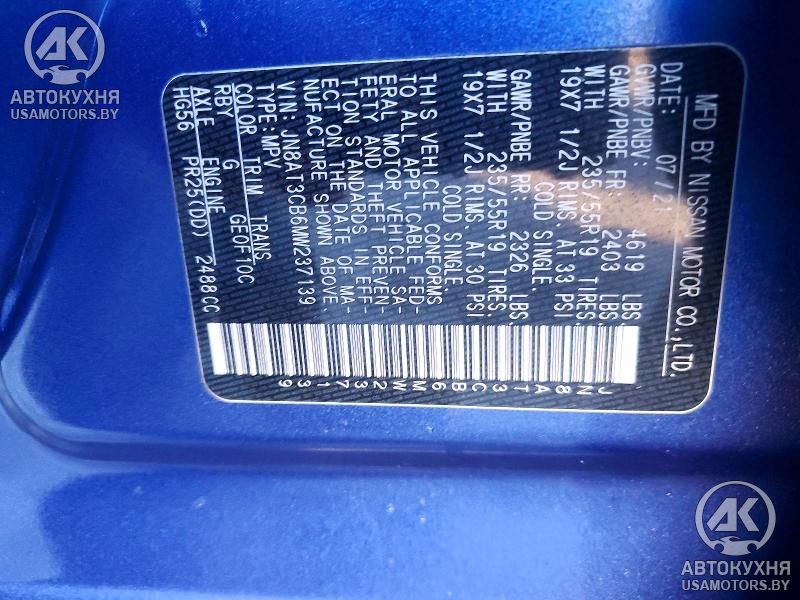 AK
АВТОКУХНЯ
USAMOTORS.BY
MFD BY NISSAN MOTOR CO.,LTD.
DATE: 07/21
GVWR/PNBV: 4619 LBS.
GAWR/PNBE FR: 2403 LBS.
WITH 235/55R19 TIRES.
19X7 1/2J RIMS. AT 33 PSI
COLD SINGLE.
GAWR/PNBE RR: 2326 LBS.
WITH 235/55R19 TIRES.
19X7 1/2J RIMS. AT 30 PSI
COLD SINGLE.
THIS VEHICLE CONFORMS
TO ALL APPLICABLE FED-
ERAL MOTOR VEHICLE SA-
FETY AND THEFT PREVEN-
TION STANDARDS IN EFF-
ECT ON THE DATE OF MA-
NUFACTURE SHOWN ABOVE.
VIN: JN8AT3CB6MW237139
TYPE: MPV
COLOR TRIM TRANS
RBY G GE0F10C
AXLE ENGINE
HG56 PR25(DD) 2488CC
JN8AT3CB6MW237139
AK
АВТОКУХНЯ
USAMOTORS.BY